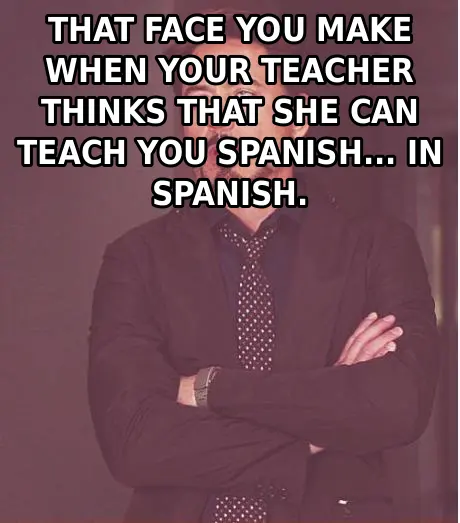 THAT FACE YOU MAKE
WHEN YOUR TEACHER
THINKS THAT SHE CAN
TEACH YOU SPANISH... IN
SPANISH.